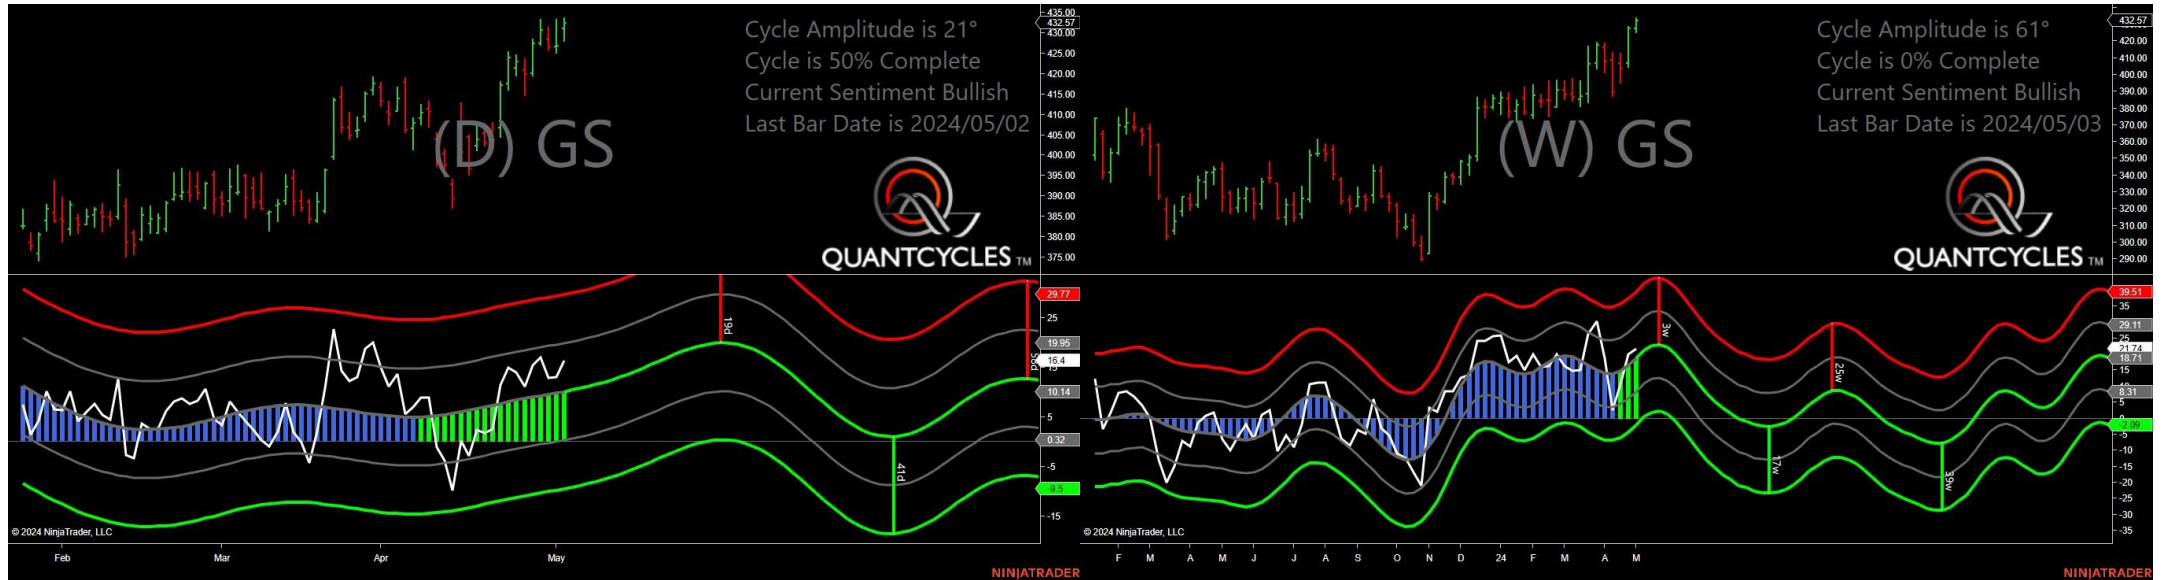 Cycle Amplitude is 21°
Cycle is 50% Complete
Current Sentiment Bullish
Last Bar Date is 2024/05/02
(D) GS
QUANTCYCLES TM
435.00
432.57
430.00
425.00
420.00
415.00
410.00
405.00
400.00
395.00
390.00
385.00
380.00
375.00
29.77
25
19.95
16.4
15
10.14
5
0.32
-5
-9.5
-15
19d
41d
© 2024 NinjaTrader, LLC
Feb Mar Apr May
NINJATRADER
Cycle Amplitude is 61°
Cycle is 0% Complete
Current Sentiment Bullish
Last Bar Date is 2024/05/03
(W) GS
QUANTCYCLES TM
432.57
420.00
410.00
400.00
390.00
380.00
370.00
360.00
350.00
340.00
330.00
320.00
310.00
300.00
290.00
39.51
35
29.11
25
21.74
18.71
15
8.31
5
0
-2.09
-5
-10
-15
-20
-25
-30
-35
3w
25w
17w
39w
© 2024 NinjaTrader, LLC
F M A M J J A S O N D 24 F M A M
NINJATRADER